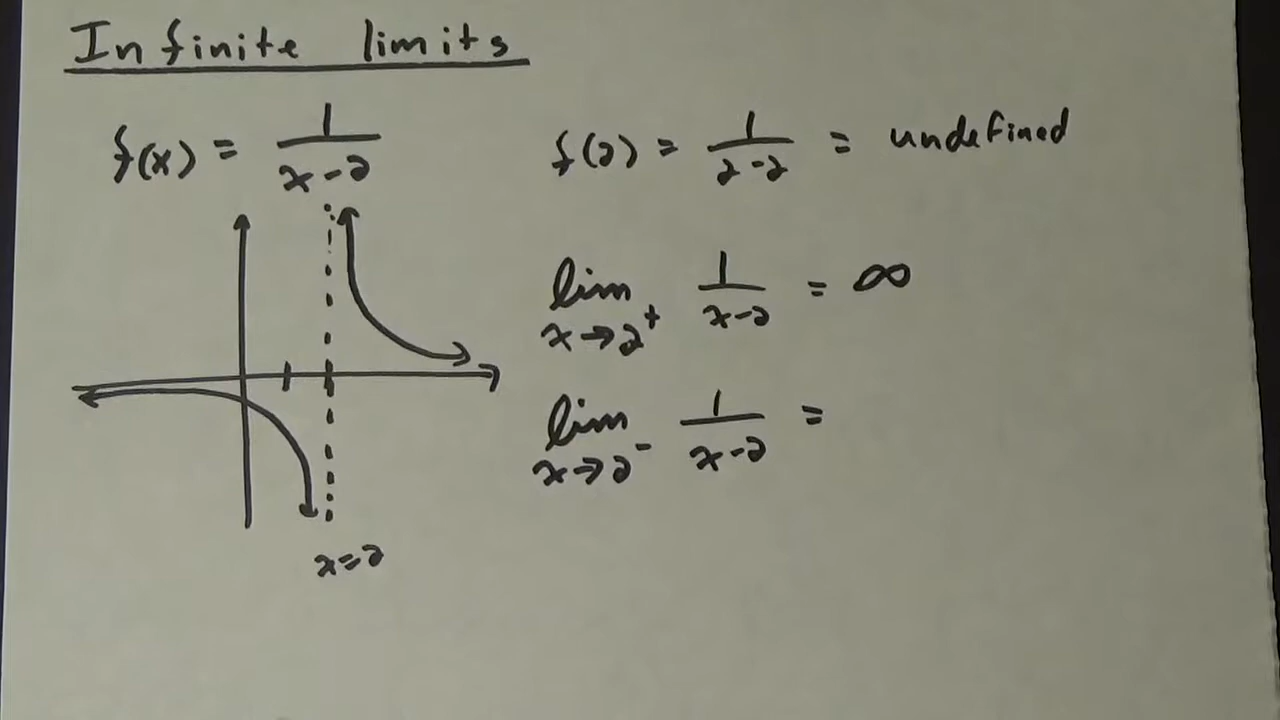 Infinite limits
f(x) = 1/(x-2)
f(2) = 1/(2-2) = undefined
lim x→2⁺ 1/(x-2) = ∞
lim x→2⁻ 1/(x-2) =
x=2